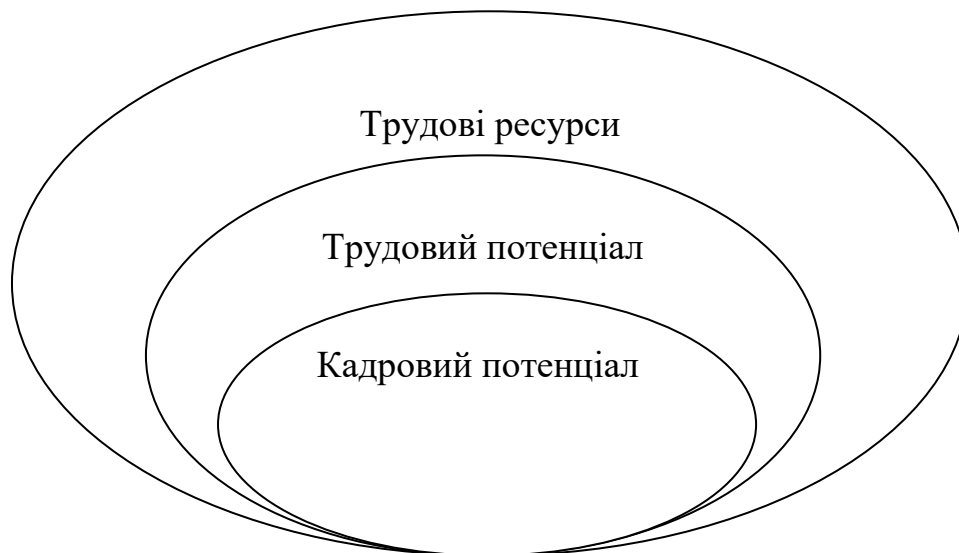 Трудові ресурси
Трудовий потенціал
Кадровий потенціал